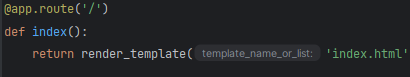 @app.route('/')
def index():
return render_template( template_name_or_list: 'index.html'